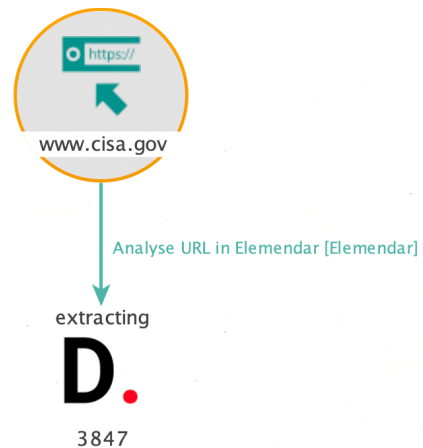 https://
www.cisa.gov
Analyse URL in Elemendar [Elemendar]
extracting
D.
3847